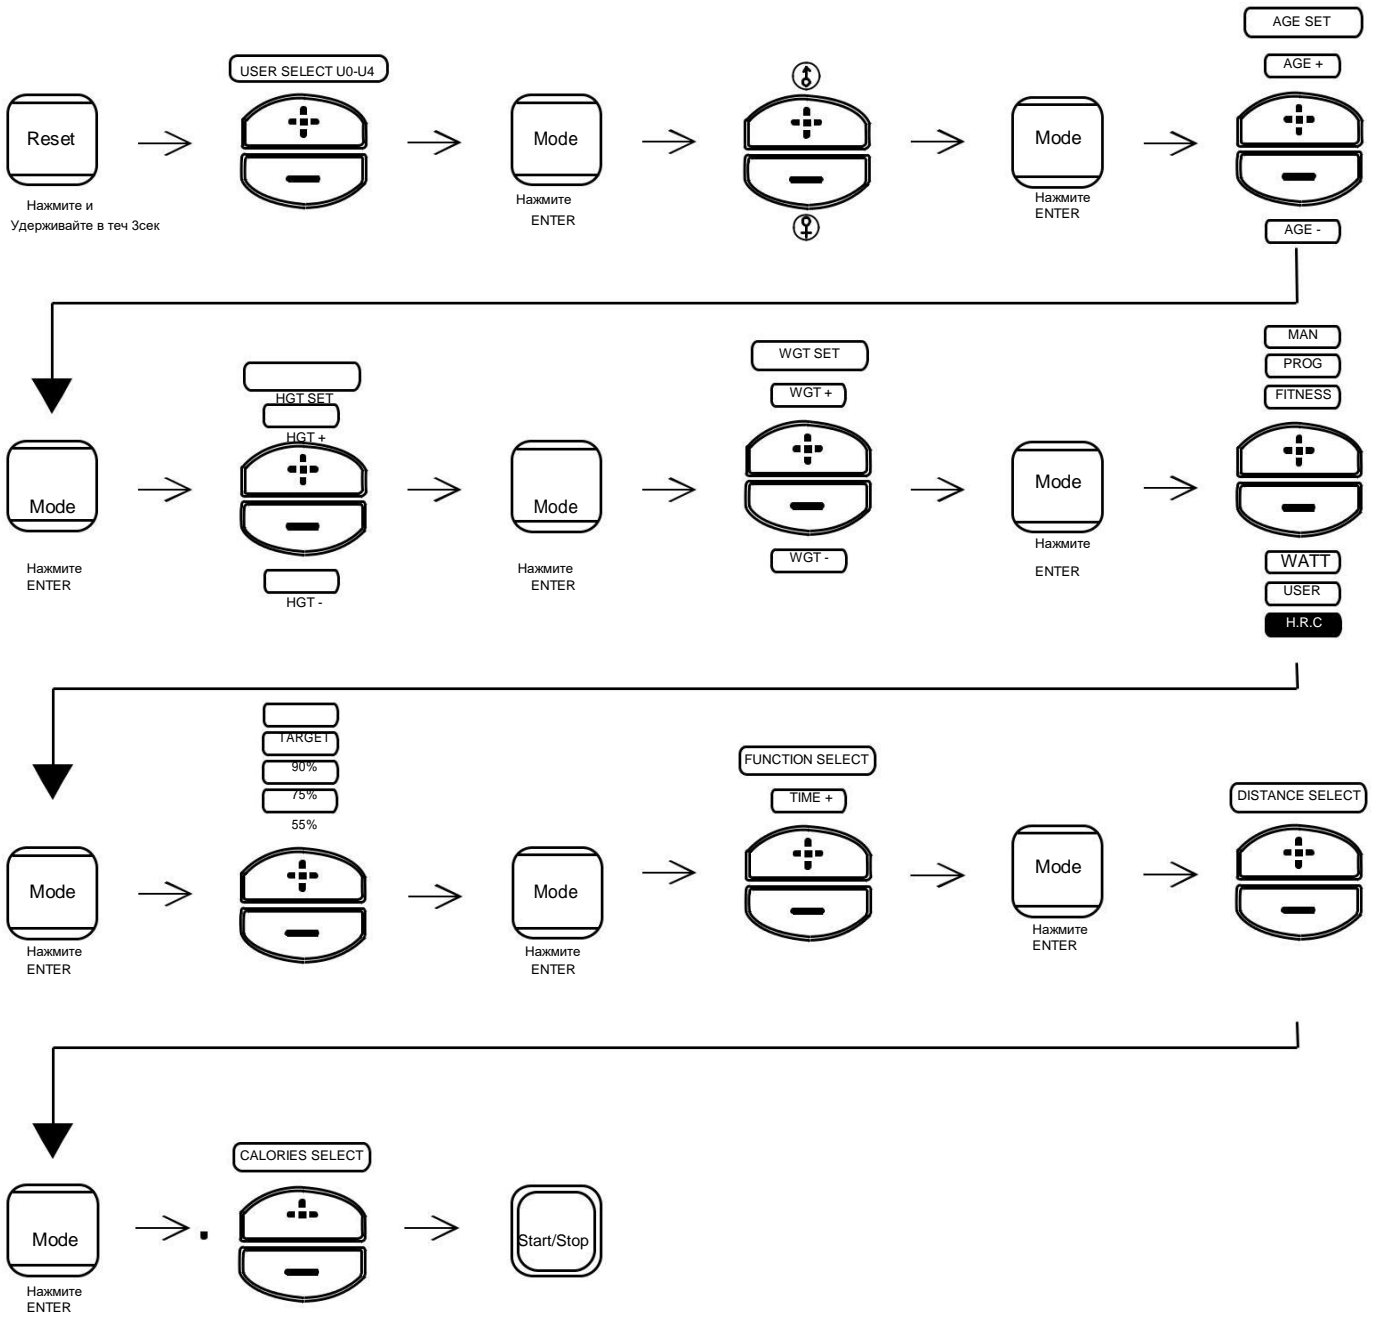 AGE SET
USER SELECT U0-U4
AGE +
Reset
Mode
Mode
Нажмите и
Удерживайте в теч 3сек
Нажмите
ENTER
Нажмите
ENTER
AGE -
MAN
PROG
FITNESS
HGT SET
HGT +
WGT SET
WGT +
Mode
Mode
Mode
Нажмите
ENTER
HGT -
Нажмите
ENTER
WGT -
Нажмите
ENTER
WATT
USER
H.R.C
TARGET
90%
75%
55%
FUNCTION SELECT
TIME +
DISTANCE SELECT
Mode
Mode
Mode
Нажмите
ENTER
Нажмите
ENTER
Нажмите
ENTER
CALORIES SELECT
Mode
Start/Stop
Нажмите
ENTER